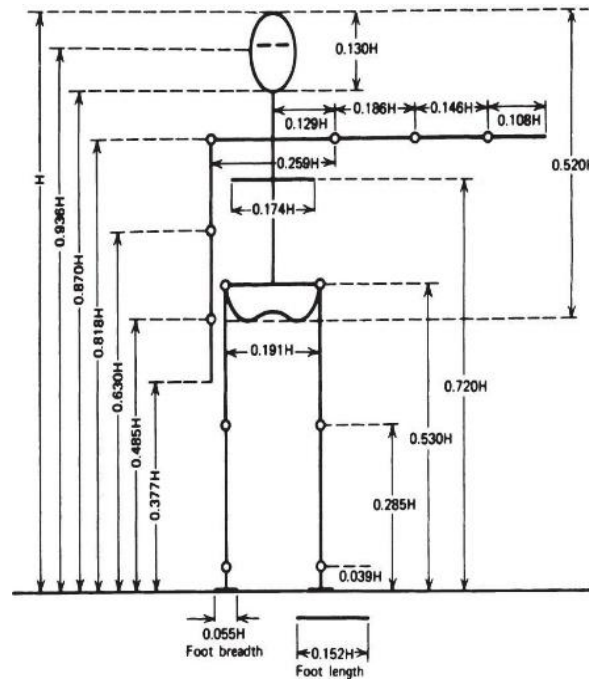 0.130H
0.186H
0.146H
0.108H
0.129H
0.259H
0.520H
0.174H
H
0.936H
0.870H
0.818H
0.630H
0.485H
0.377H
0.191H
0.720H
0.530H
0.285H
0.039H
0.055H
Foot breadth
0.152H
Foot length